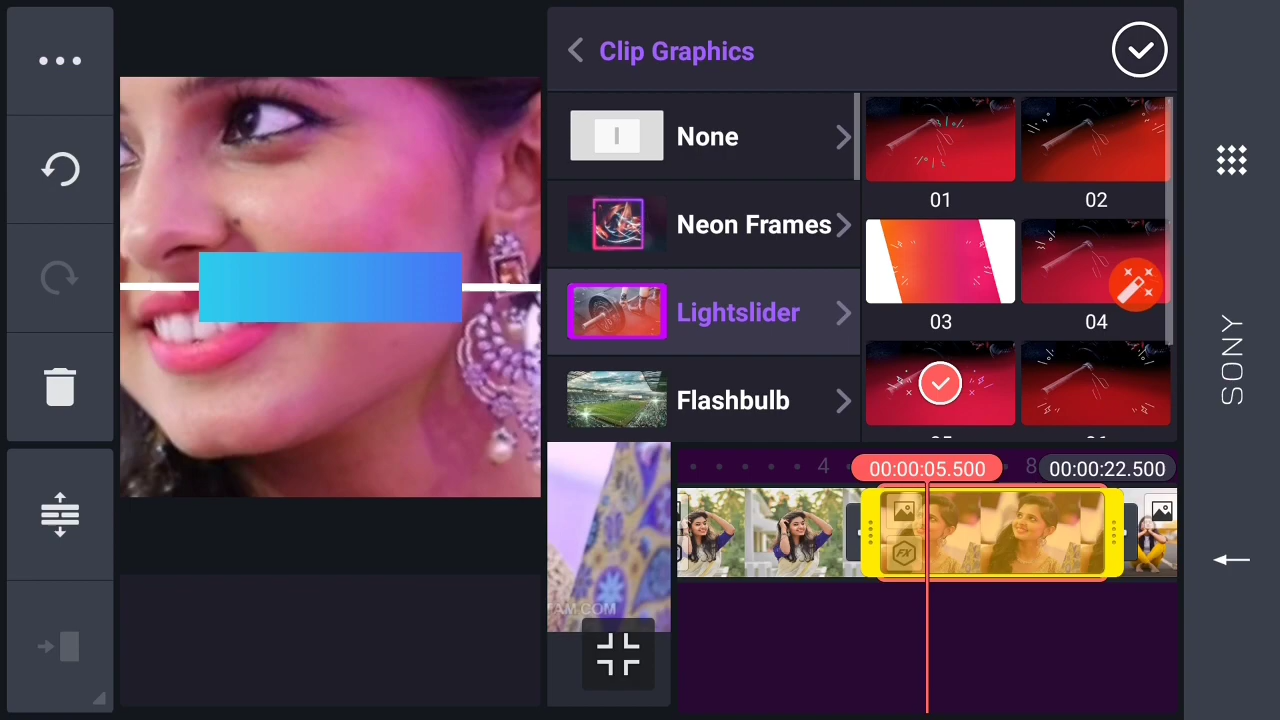 Clip Graphics
None
Neon Frames
Lightslider
Flashbulb
01
02
03
04
4
00:00:05.500
8
00:00:22.500
FX
AM.COM
SONY